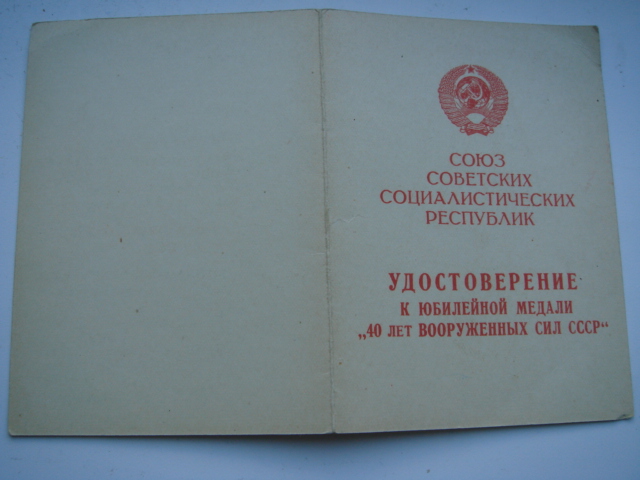 СОЮЗ
СОВЕТСКИХ
СОЦИАЛИСТИЧЕСКИХ
РЕСПУБЛИК
УДОСТОВЕРЕНИЕ
К ЮБИЛЕЙНОЙ МЕДАЛИ
„40 ЛЕТ ВООРУЖЕННЫХ СИЛ СССР“